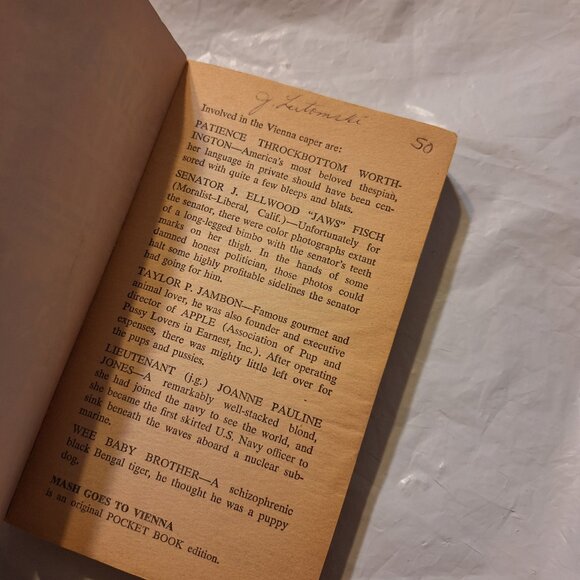 J. Lutomski
50
Involved in the Vienna caper are:
PATIENCE THROCKBOTTOM WORTH-
INGTON—America's most beloved thespian,
her language in private should have been cen-
sored with quite a few bleeps and blats.
SENATOR J. ELLWOOD "JAWS" FISCH
(Moralist-Liberal, Calif.)—Unfortunately for
the senator, there were color photographs extant
of a long-legged bimbo with the senator's teeth
marks on her thigh. In the hands of some
damned honest politician, those photos could
halt some highly profitable sidelines the senator
had going for him.
TAYLOR P. JAMBON—Famous gourmet and
animal lover, he was also founder and executive
director of APPLE (Association of Pup and
Pussy Lovers in Earnest, Inc.). After operating
expenses, there was mighty little left over for
the pups and pussies.
LIEUTENANT (j.g.) JOANNE PAULINE
JONES—A remarkably well-stacked blond,
she had joined the navy to see the world, and
she became the first skirted U.S. Navy officer to
sink beneath the waves aboard a nuclear sub-
marine.
WEE BABY BROTHER—A schizophrenic
black Bengal tiger, he thought he was a puppy
dog.
MASH GOES TO VIENNA
is an original POCKET BOOK edition.